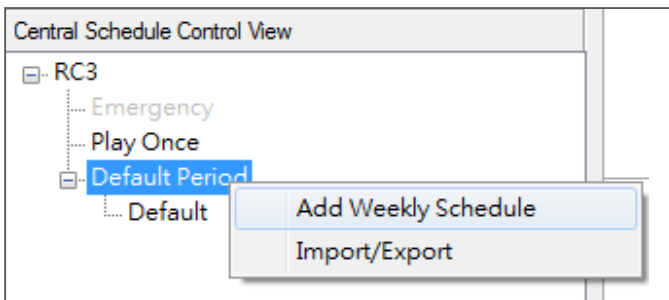 Central Schedule Control View
RC3
Emergency
Play Once
Default Period
Default
Add Weekly Schedule
Import/Export